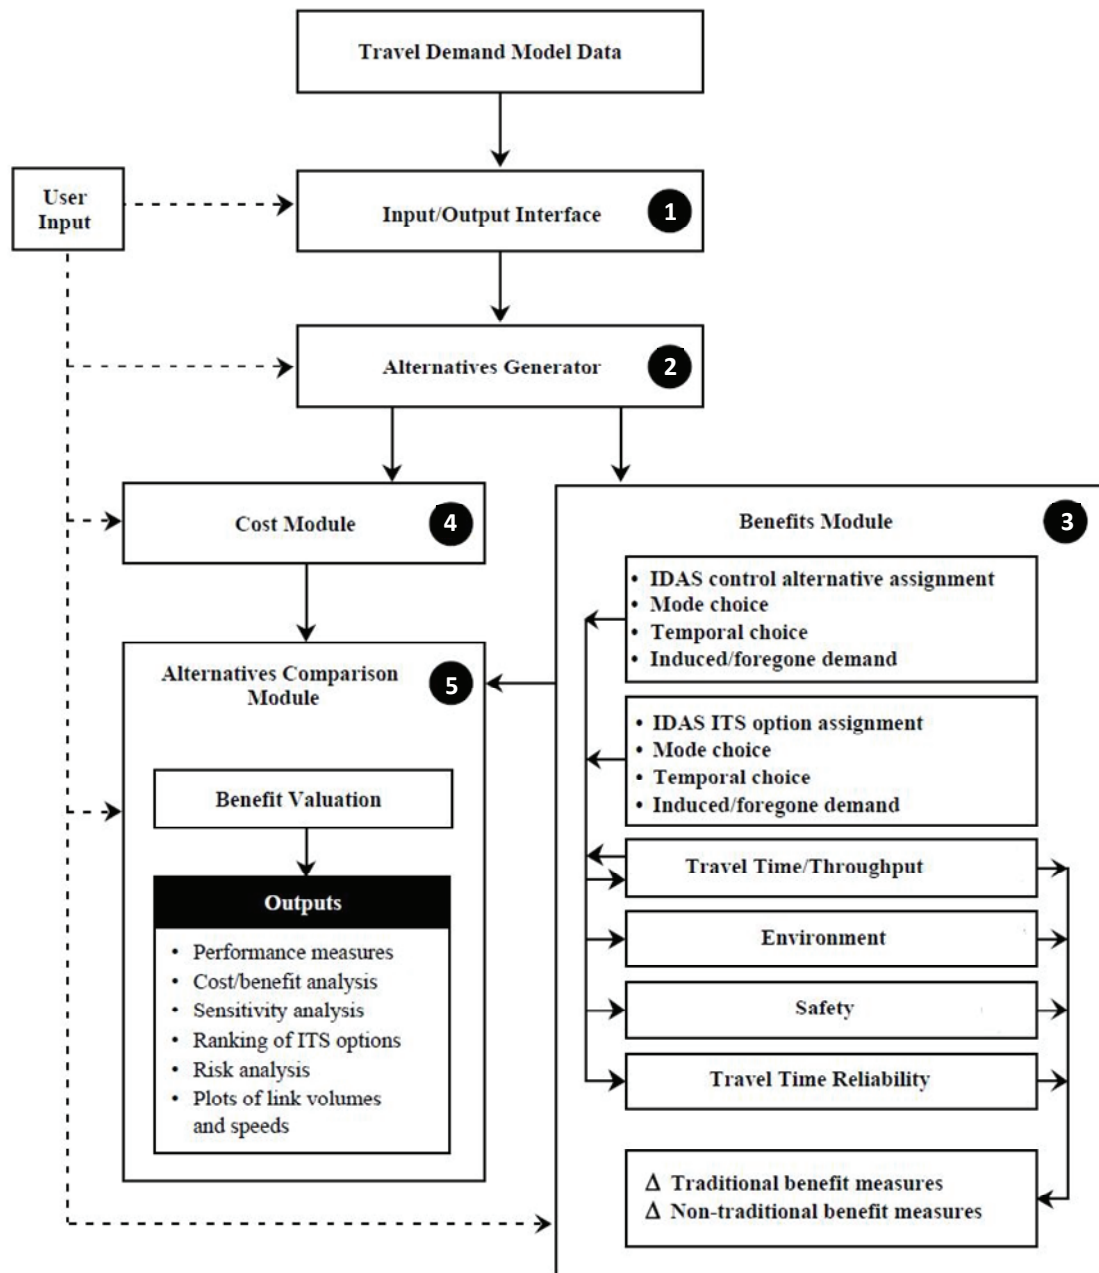 Travel Demand Model Data
User
Input
Input/Output Interface
1
Alternatives Generator
2
Cost Module
4
Alternatives Comparison
Module
5
Benefit Valuation
Outputs
• Performance measures
• Cost/benefit analysis
• Sensitivity analysis
• Ranking of ITS options
• Risk analysis
• Plots of link volumes
and speeds
Benefits Module
3
• IDAS control alternative assignment
• Mode choice
• Temporal choice
• Induced/foregone demand
• IDAS ITS option assignment
• Mode choice
• Temporal choice
• Induced/foregone demand
Travel Time/Throughput
Environment
Safety
Travel Time Reliability
Δ Traditional benefit measures
Δ Non-traditional benefit measures